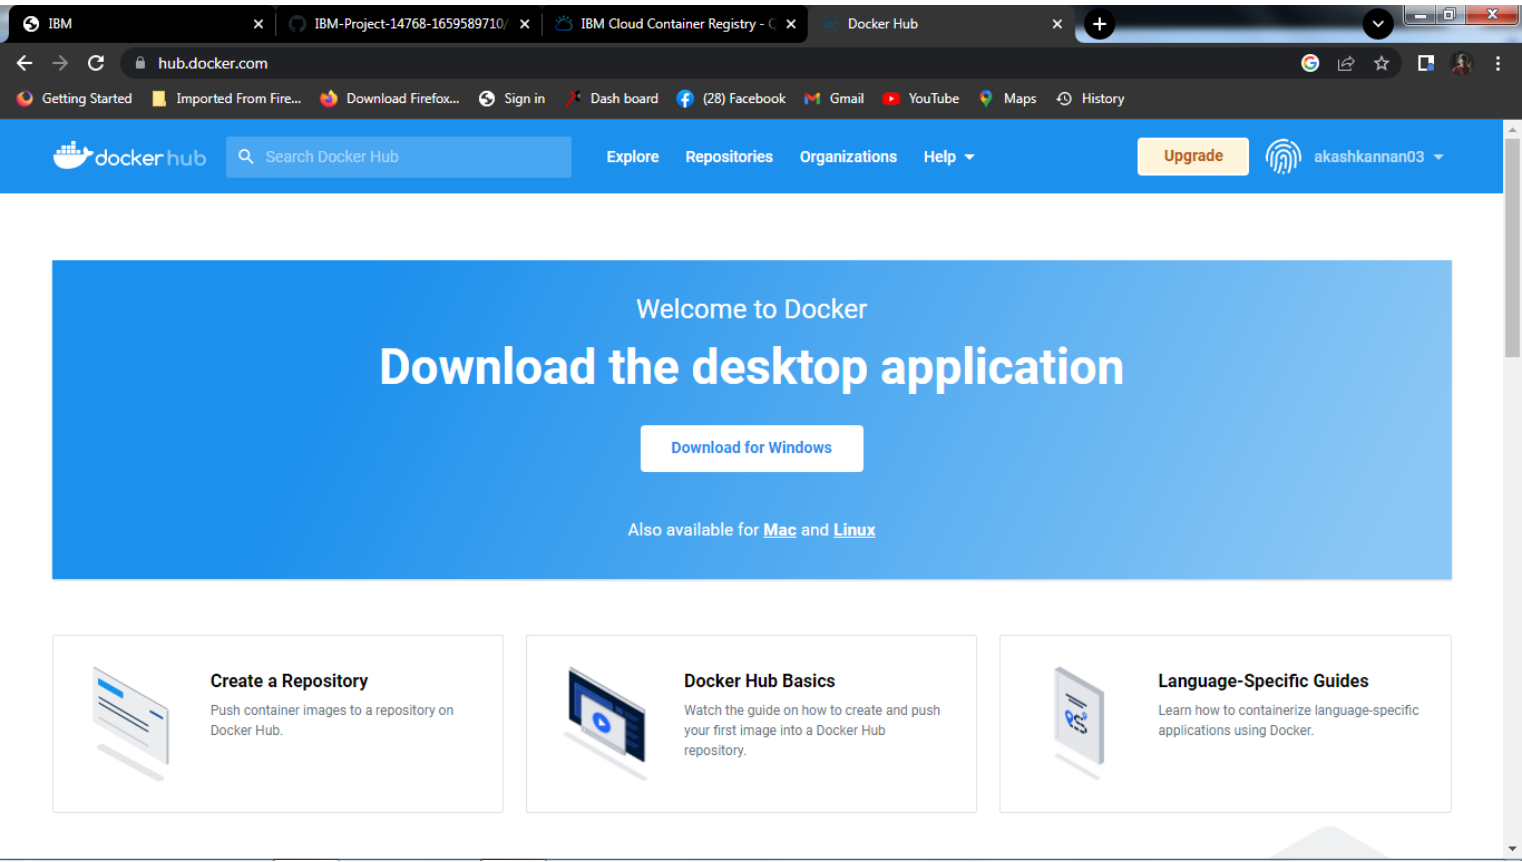 IBM
IBM-Project-14768-1659589710/
IBM Cloud Container Registry - C
Docker Hub
hub.docker.com
Getting Started
Imported From Fire...
Download Firefox...
Sign in
Dash board
(28) Facebook
Gmail
YouTube
Maps
History
dockerhub
Search Docker Hub
Explore
Repositories
Organizations
Help
Upgrade
akashkannan03
Welcome to Docker
Download the desktop application
Download for Windows
Also available for Mac and Linux
Create a Repository
Push container images to a repository on
Docker Hub.
Docker Hub Basics
Watch the guide on how to create and push
your first image into a Docker Hub
repository.
Language-Specific Guides
Learn how to containerize language-specific
applications using Docker.